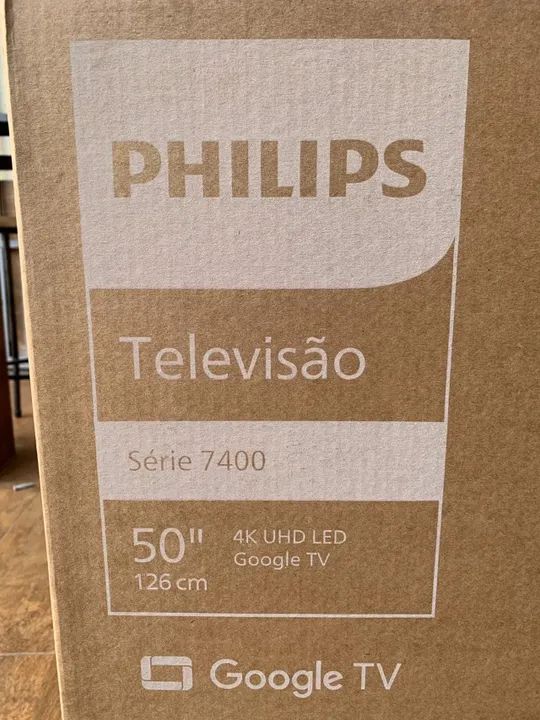 PHILIPS
Televisão
Série 7400
50" 4K UHD LED
126 cm Google TV
Google TV